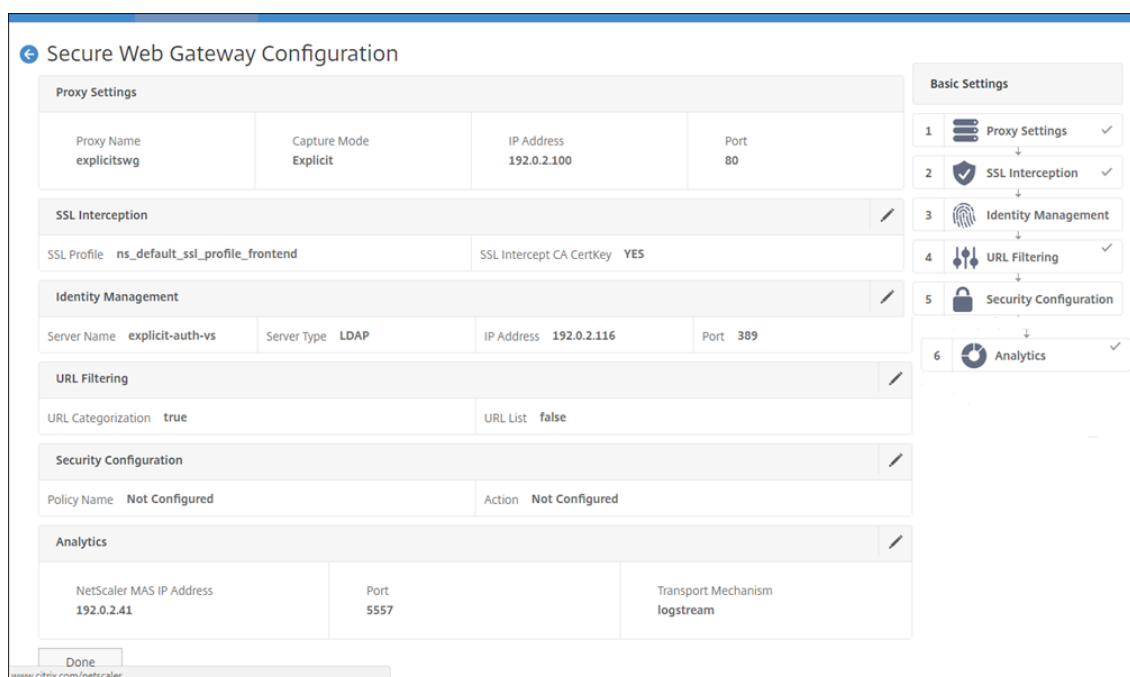 Secure Web Gateway Configuration
Proxy Settings
Proxy Name
explicitswg
Capture Mode
Explicit
IP Address
192.0.2.100
Port
80
SSL Interception
SSL Profile ns_default_ssl_profile_frontend
SSL Intercept CA CertKey YES
Identity Management
Server Name explicit-auth-vs
Server Type LDAP
IP Address 192.0.2.116
Port 389
URL Filtering
URL Categorization true
URL List false
Security Configuration
Policy Name Not Configured
Action Not Configured
Analytics
NetScaler MAS IP Address
192.0.2.41
Port
5557
Transport Mechanism
logstream
Done
www.citrix.com/netscaler
Basic Settings
1 Proxy Settings
2 SSL Interception
3 Identity Management
4 URL Filtering
5 Security Configuration
6 Analytics